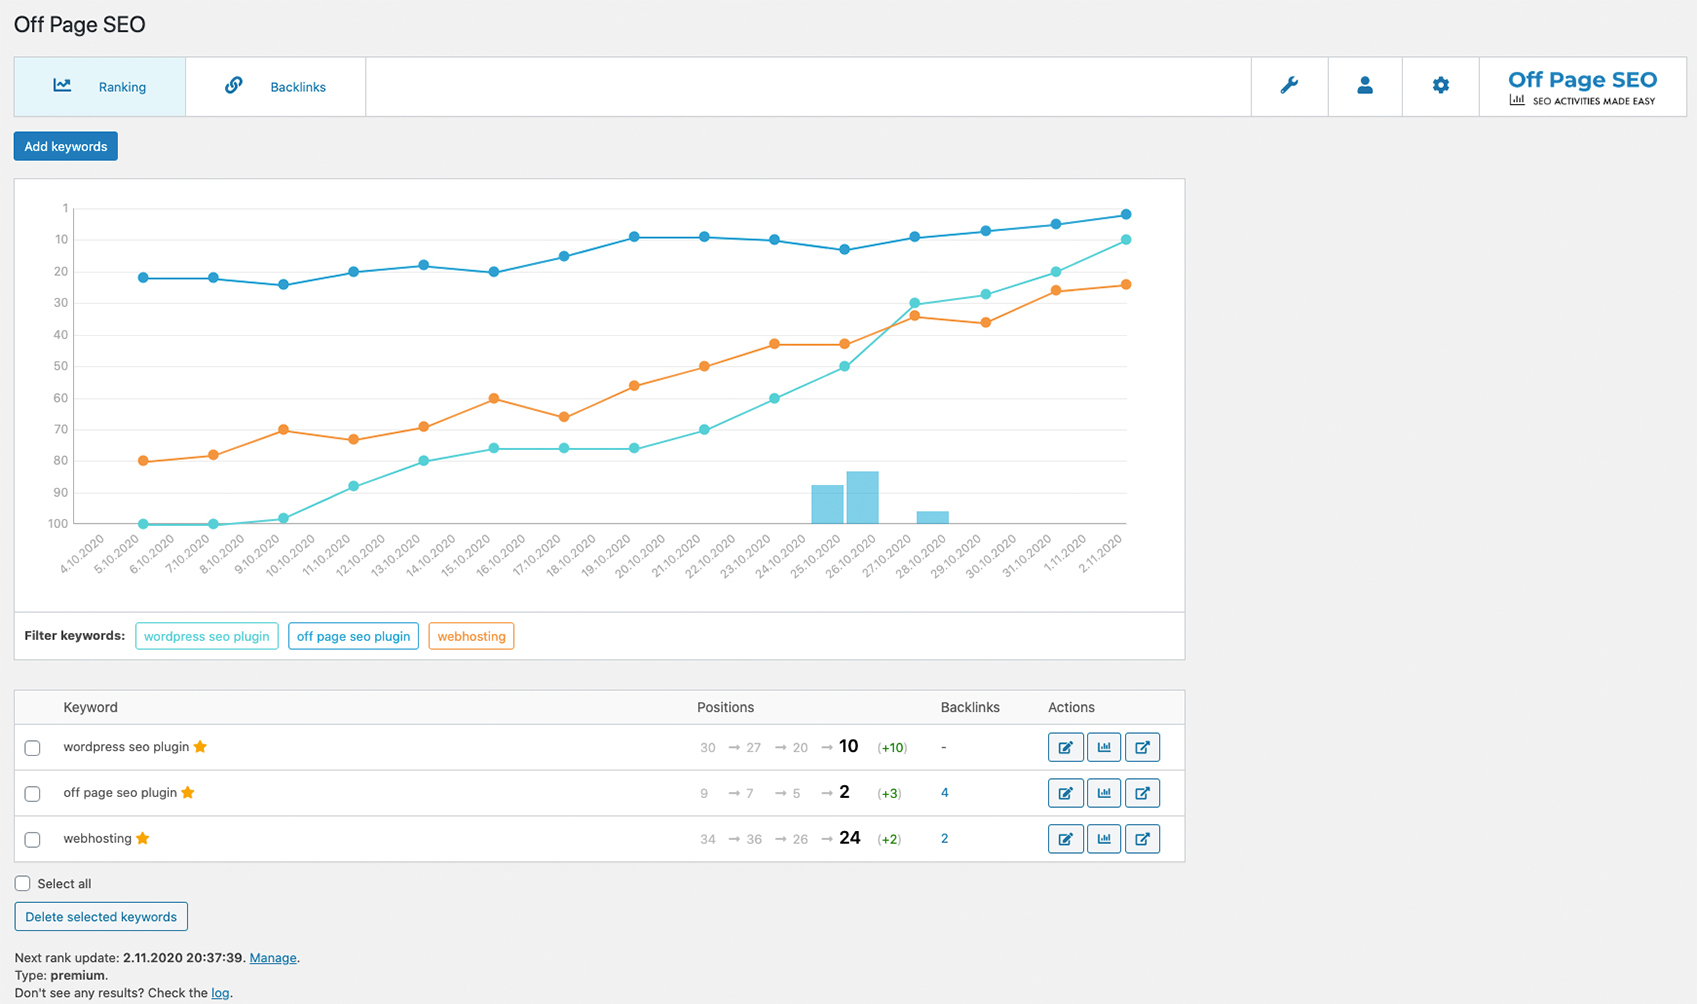 Off Page SEO
Ranking Backlinks Off Page SEO
SEO ACTIVITIES MADE EASY
Add keywords
1
10
20
30
40
50
60
70
80
90
100
4.10.2020 5.10.2020 6.10.2020 7.10.2020 8.10.2020 9.10.2020 10.10.2020 11.10.2020 12.10.2020 13.10.2020 14.10.2020 15.10.2020 16.10.2020 17.10.2020 18.10.2020 19.10.2020 20.10.2020 21.10.2020 22.10.2020 23.10.2020 24.10.2020 25.10.2020 26.10.2020 27.10.2020 28.10.2020 29.10.2020 30.10.2020 31.10.2020 1.11.2020 2.11.2020
Filter keywords: wordpress seo plugin off page seo plugin webhosting
Keyword Positions Backlinks Actions
wordpress seo plugin 30 → 27 → 20 → 10 (+10) -
off page seo plugin 9 → 7 → 5 → 2 (+3) 4
webhosting 34 → 36 → 26 → 24 (+2) 2
Select all
Delete selected keywords
Next rank update: 2.11.2020 20:37:39. Manage.
Type: premium.
Don't see any results? Check the log.